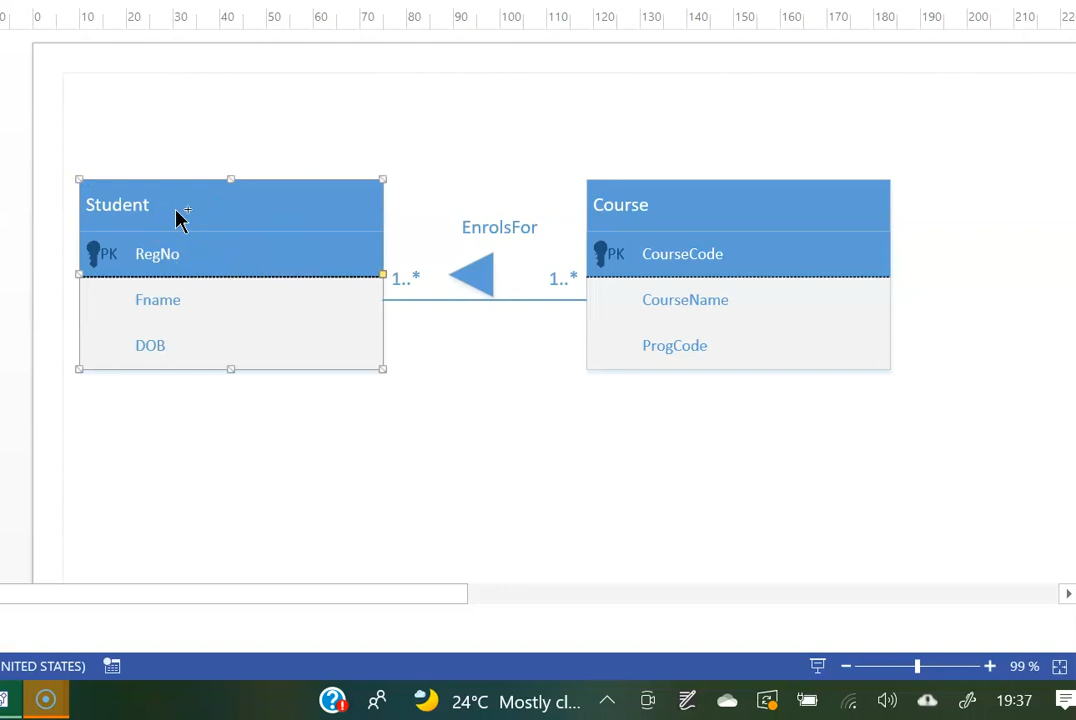 0 0 10 20 30 40 50 60 70 80 90 100 110 120 130 140 150 160 170 180 190 200 210 22
Student
PK RegNo
Fname
DOB
EnrolsFor
1..* 1..*
Course
PK CourseCode
CourseName
ProgCode
NITED STATES)
99 %
24°C Mostly cl...
19:37